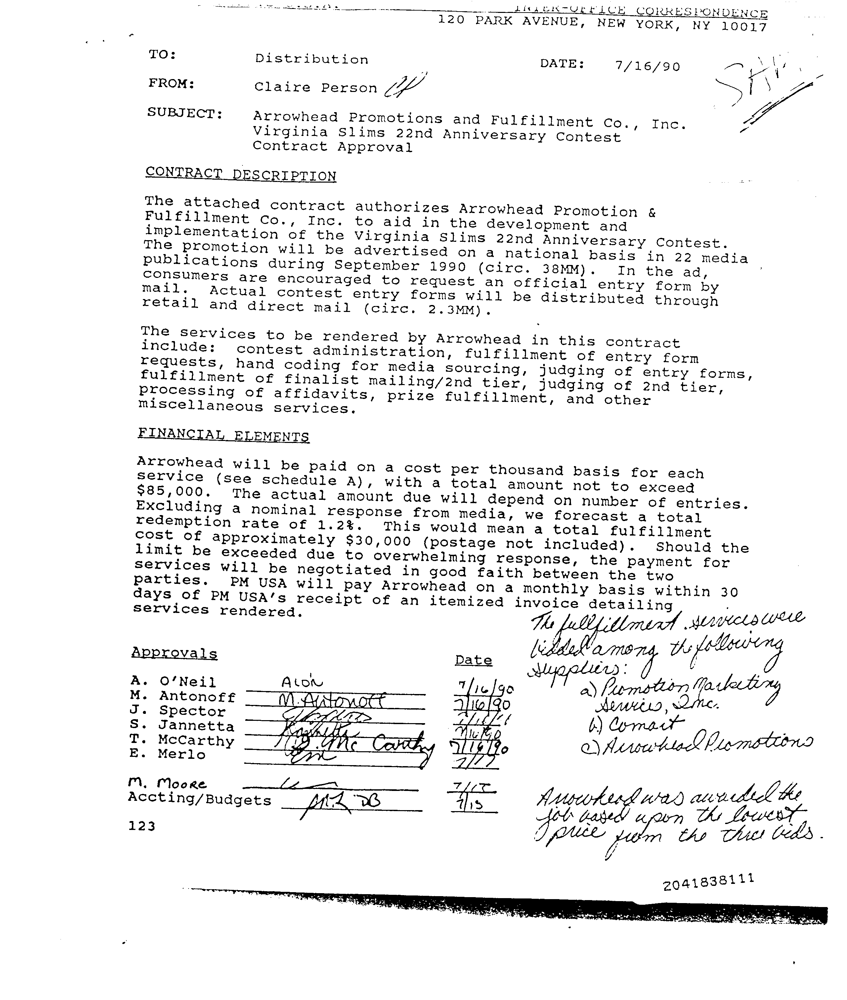 INTER-OFFICE CORRESPONDENCE
120 PARK AVENUE, NEW YORK, NY 10017
TO: Distribution DATE: 7/16/90
FROM: Claire Person
SUBJECT: Arrowhead Promotions and Fulfillment Co., Inc.
Virginia Slims 22nd Anniversary Contest
Contract Approval
CONTRACT DESCRIPTION
The attached contract authorizes Arrowhead Promotion &
Fulfillment Co., Inc. to aid in the development and
implementation of the Virginia Slims 22nd Anniversary Contest.
The promotion will be advertised on a national basis in 22 media
publications during September 1990 (circ. 38MM). In the ad,
consumers are encouraged to request an official entry form by
mail. Actual contest entry forms will be distributed through
retail and direct mail (circ. 2.3MM).
The services to be rendered by Arrowhead in this contract
include: contest administration, fulfillment of entry form
requests, hand coding for media sourcing, judging of entry forms,
fulfillment of finalist mailing/2nd tier, judging of 2nd tier,
processing of affidavits, prize fulfillment, and other
miscellaneous services.
FINANCIAL ELEMENTS
Arrowhead will be paid on a cost per thousand basis for each
service (see schedule A), with a total amount not to exceed
$85,000. The actual amount due will depend on number of entries.
Excluding a nominal response from media, we forecast a total
redemption rate of 1.2%. This would mean a total fulfillment
cost of approximately $30,000 (postage not included). Should the
limit be exceeded due to overwhelming response, the payment for
services will be negotiated in good faith between the two
parties. PM USA will pay Arrowhead on a monthly basis within 30
days of PM USA's receipt of an itemized invoice detailing
services rendered.
The fullfillment services were
bidded among the following
suppliers:
a) Promotion Marketing
Services, Inc.
b) Comart
c) Arrowhead Promotions
Approvals Date
A. O'Neil 7/16/90
M. Antonoff M. Antonoff 7/16/90
J. Spector
S. Jannetta 7/16/90
T. McCarthy Mc Carthy 7/16/90
E. Merlo 7/17
M. Moore
Accting/Budgets
Arrowhead was awarded the
job based upon the lowest
price from the three bids.
123
2041838111